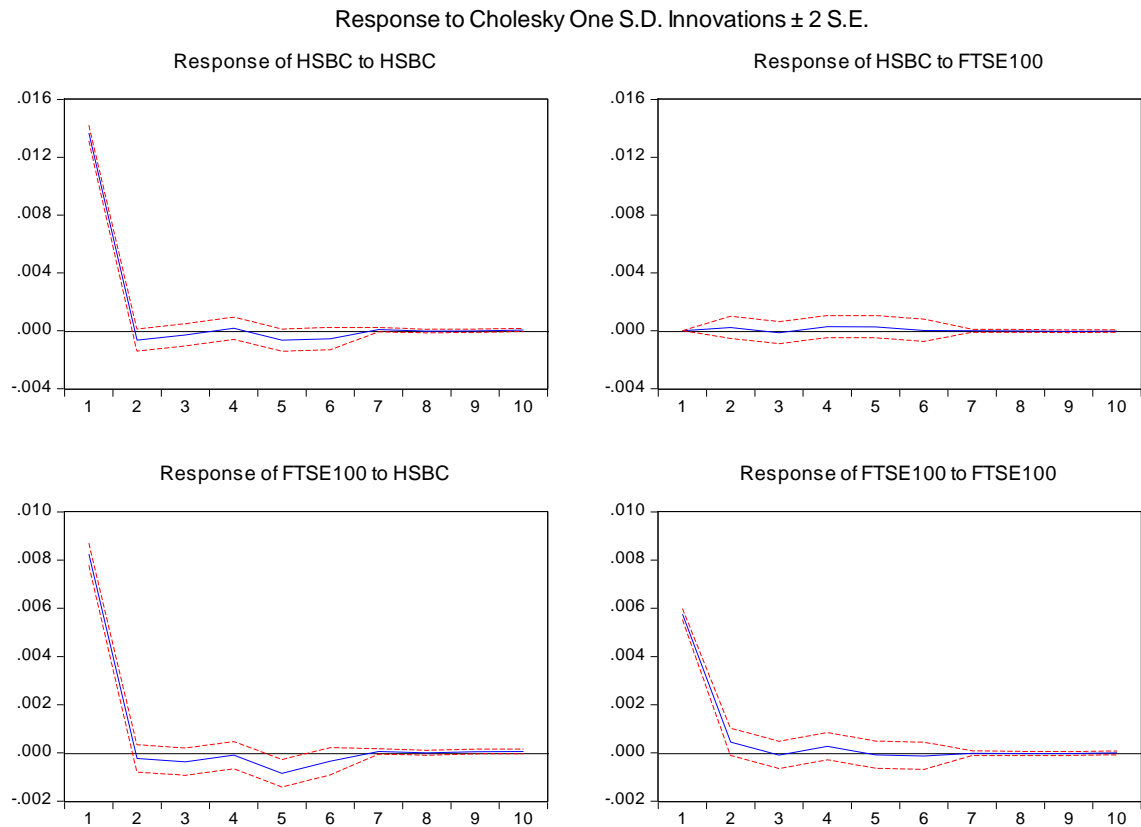 Response to Cholesky One S.D. Innovations ± 2 S.E.
Response of HSBC to HSBC
.016
.012
.008
.004
.000
-.004
1 2 3 4 5 6 7 8 9 10
Response of HSBC to FTSE100
.016
.012
.008
.004
.000
-.004
1 2 3 4 5 6 7 8 9 10
Response of FTSE100 to HSBC
.010
.008
.006
.004
.002
.000
-.002
1 2 3 4 5 6 7 8 9 10
Response of FTSE100 to FTSE100
.010
.008
.006
.004
.002
.000
-.002
1 2 3 4 5 6 7 8 9 10